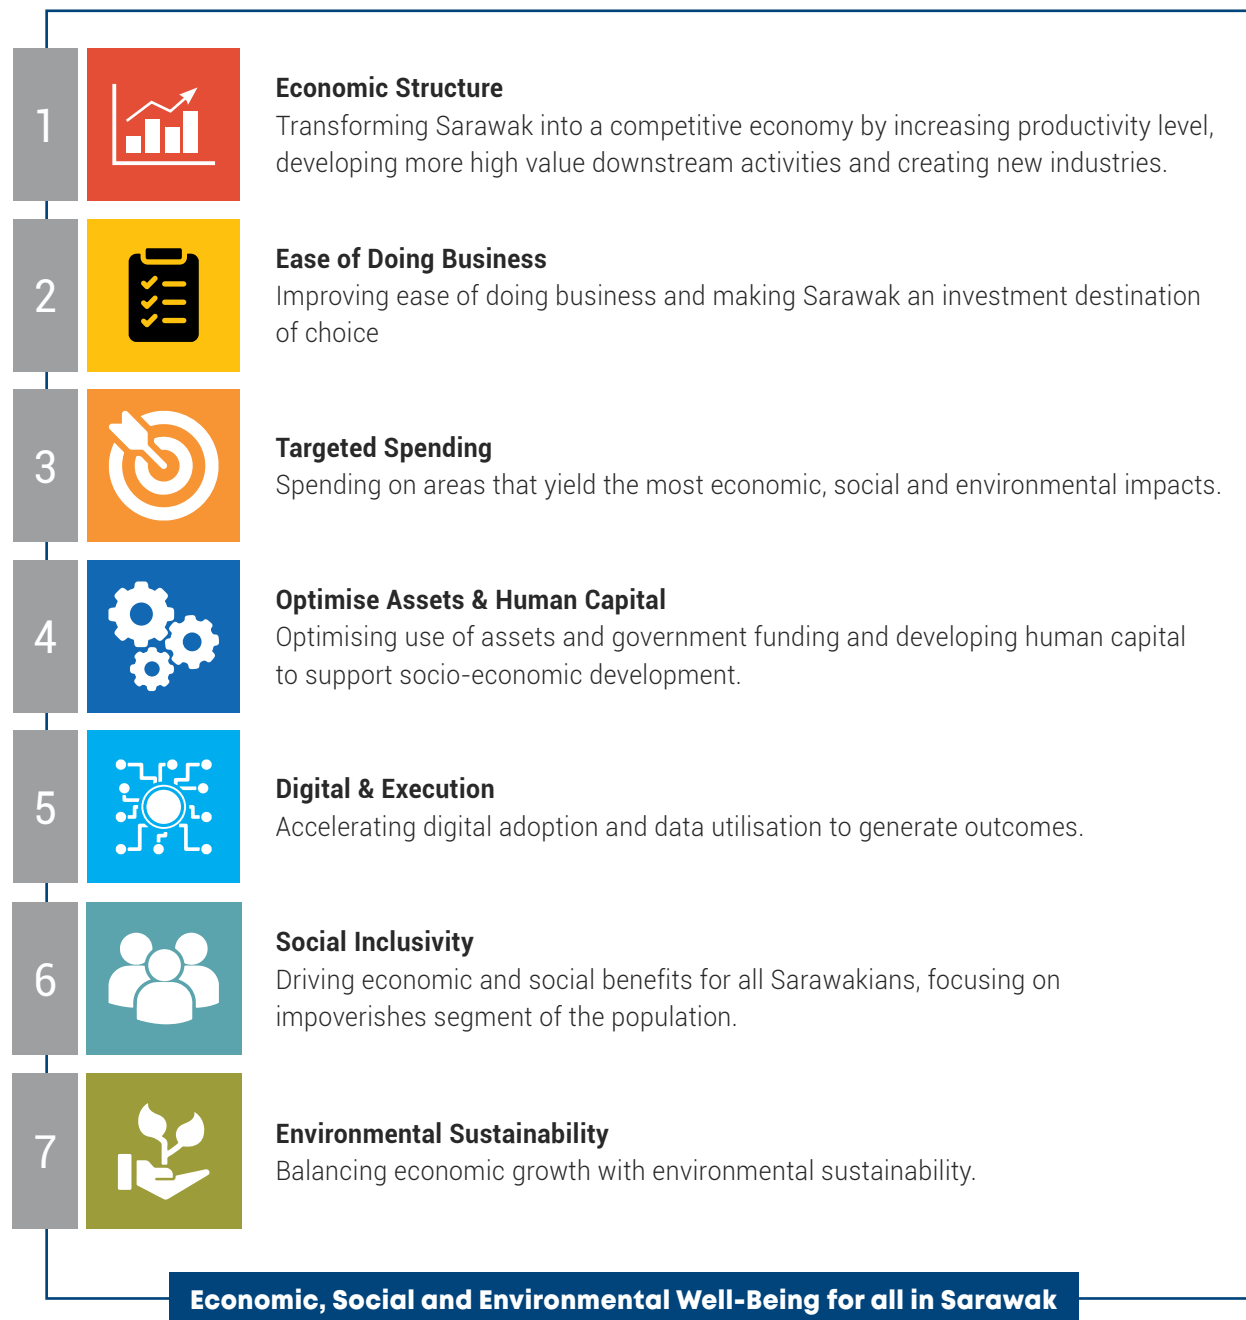 1
Economic Structure
Transforming Sarawak into a competitive economy by increasing productivity level,
developing more high value downstream activities and creating new industries.
2
Ease of Doing Business
Improving ease of doing business and making Sarawak an investment destination
of choice
3
Targeted Spending
Spending on areas that yield the most economic, social and environmental impacts.
4
Optimise Assets & Human Capital
Optimising use of assets and government funding and developing human capital
to support socio-economic development.
5
Digital & Execution
Accelerating digital adoption and data utilisation to generate outcomes.
6
Social Inclusivity
Driving economic and social benefits for all Sarawakians, focusing on
impoverishes segment of the population.
7
Environmental Sustainability
Balancing economic growth with environmental sustainability.
Economic, Social and Environmental Well-Being for all in Sarawak